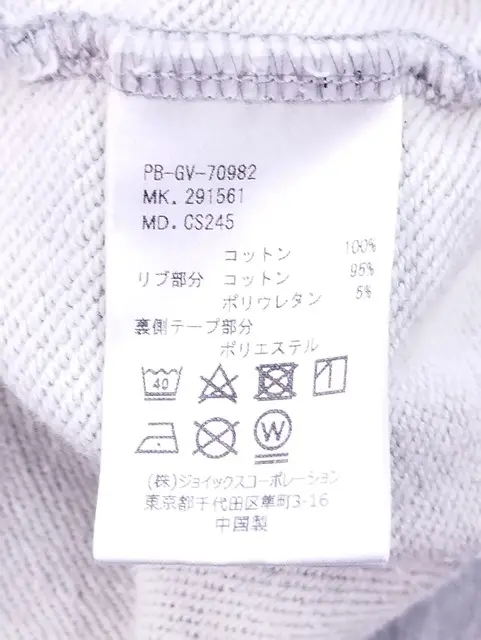 PB-GV-70982
MK. 291561
MD. CS245
コットン 100%
リブ部分 コットン 95%
ポリウレタン 5%
裏側テープ部分
ポリエステル
40
W
(株)ジョイックスコーポレーション
東京都千代田区隼町3-16
中国製